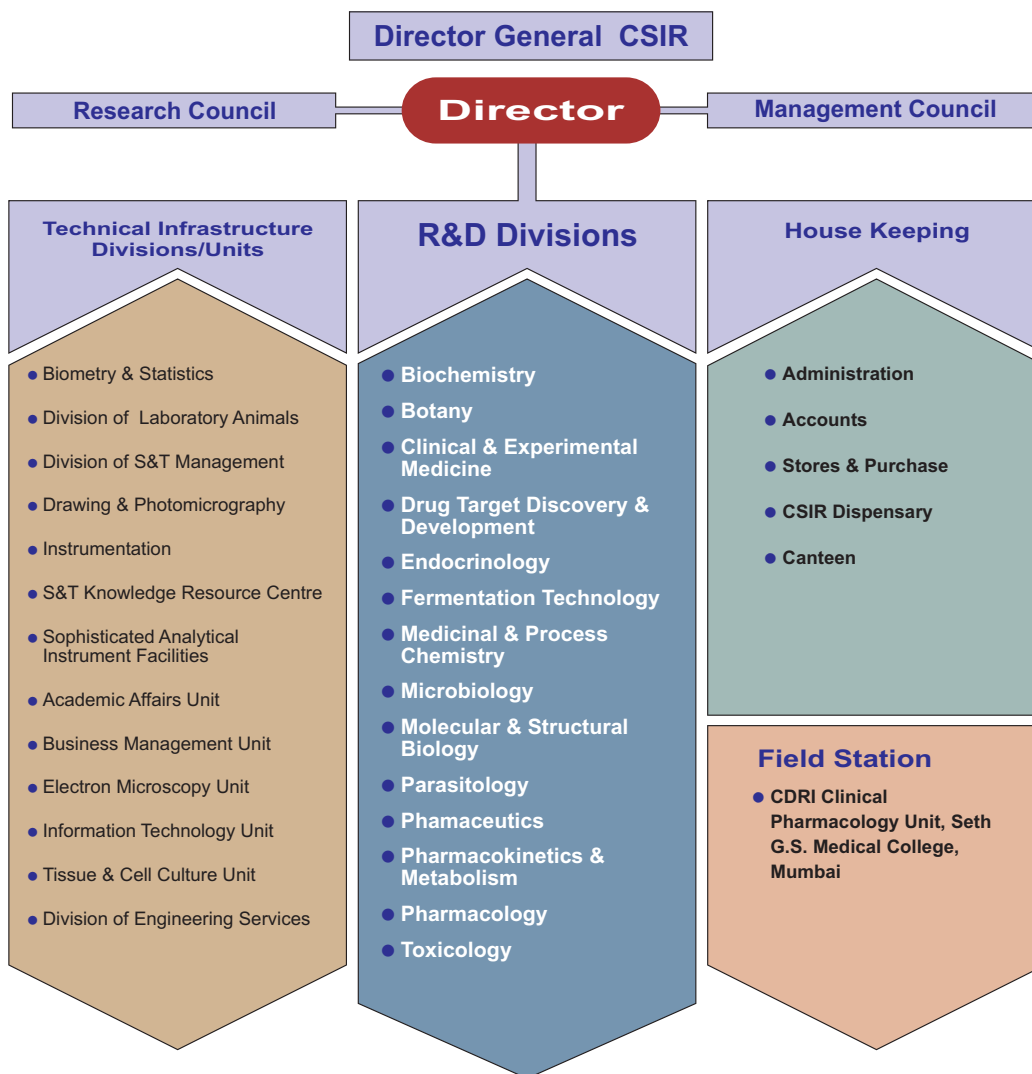 Director General CSIR
Research Council
Director
Management Council
Technical Infrastructure
Divisions/Units
Biometry & Statistics
Division of Laboratory Animals
Division of S&T Management
Drawing & Photomicrography
Instrumentation
S&T Knowledge Resource Centre
Sophisticated Analytical
Instrument Facilities
Academic Affairs Unit
Business Management Unit
Electron Microscopy Unit
Information Technology Unit
Tissue & Cell Culture Unit
Division of Engineering Services
R&D Divisions
Biochemistry
Botany
Clinical & Experimental
Medicine
Drug Target Discovery &
Development
Endocrinology
Fermentation Technology
Medicinal & Process
Chemistry
Microbiology
Molecular & Structural
Biology
Parasitology
Phamaceutics
Pharmacokinetics &
Metabolism
Pharmacology
Toxicology
House Keeping
Administration
Accounts
Stores & Purchase
CSIR Dispensary
Canteen
Field Station
CDRI Clinical
Pharmacology Unit, Seth
G.S. Medical College,
Mumbai